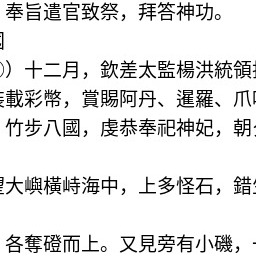 奉旨遣官致祭，拜答神功。
國
）十二月，欽差太監楊洪統領
裝載彩幣，賞賜阿丹、暹羅、爪
竹步八國，虔恭奉祀神妃，朝
望大嶼橫峙海中，上多怪石，錯
各奪磴而上。又見旁有小磯，